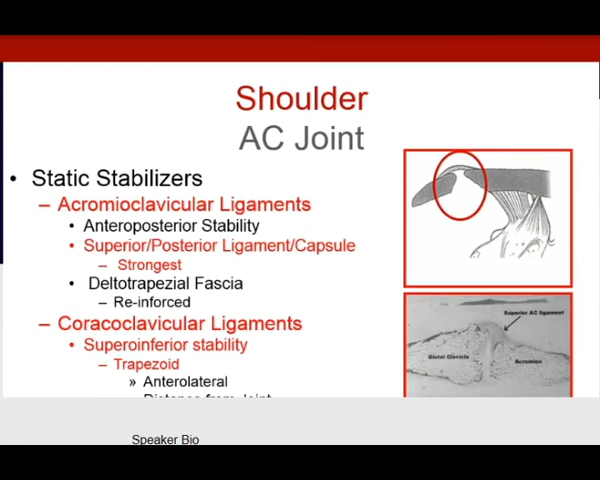 Shoulder
AC Joint
• Static Stabilizers
– Acromioclavicular Ligaments
• Anteroposterior Stability
• Superior/Posterior Ligament/Capsule
– Strongest
• Deltotrapezial Fascia
– Re-inforced
– Coracoclavicular Ligaments
• Superoinferior stability
– Trapezoid
» Anterolateral
Superior AC ligament
Distal Clavicle
Acromion
Speaker Bio